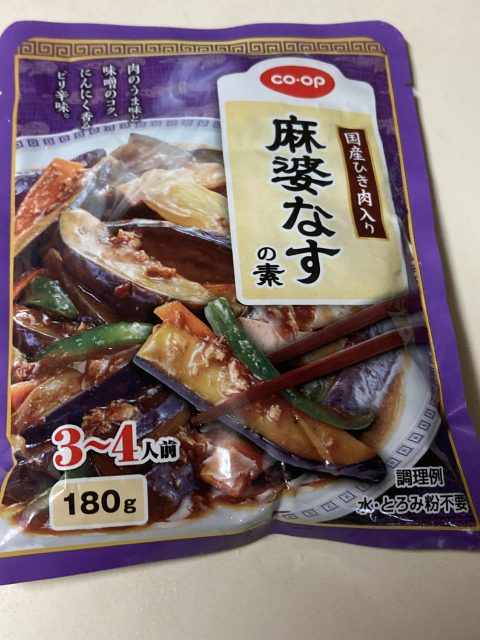 肉のうま味と
味噌のコク、
にんにく香る
ピリ辛味。
co·op
国産ひき肉入り
麻婆なす
の素
3〜4人前
180g
調理例
水・とろみ粉不要